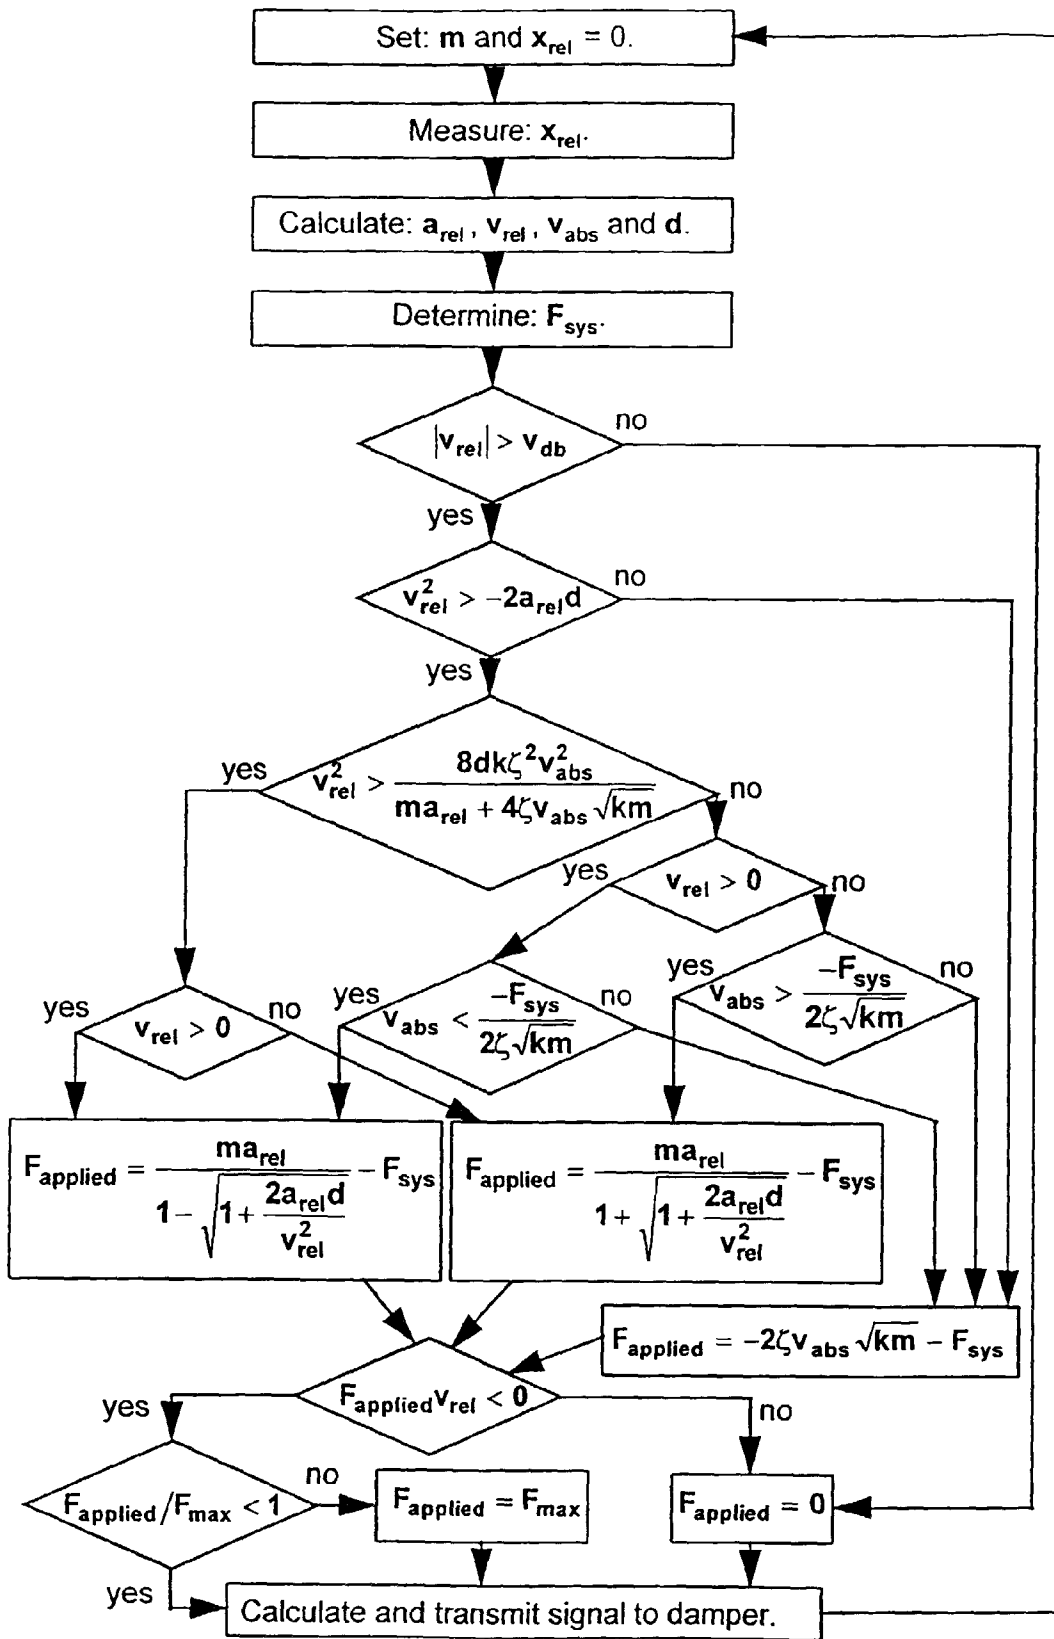 Set: m and x_rel = 0.
Measure: x_rel.
Calculate: a_rel, v_rel, v_abs and d.
Determine: F_sys.
|v_rel| > v_db
no
yes
v_rel^2 > -2a_rel d
no
yes
v_rel^2 > 8dkζ^2 v_abs^2 / (ma_rel + 4ζv_abs √km)
yes
no
v_rel > 0
yes
no
v_rel > 0
yes
no
v_abs < -F_sys / 2ζ√km
yes
no
v_abs > -F_sys / 2ζ√km
yes
no
F_applied = ma_rel / (1 - √(1 + 2a_rel d / v_rel^2)) - F_sys
F_applied = ma_rel / (1 + √(1 + 2a_rel d / v_rel^2)) - F_sys
F_applied = -2ζv_abs √km - F_sys
F_applied v_rel < 0
yes
no
F_applied/F_max < 1
no
yes
F_applied = F_max
F_applied = 0
Calculate and transmit signal to damper.